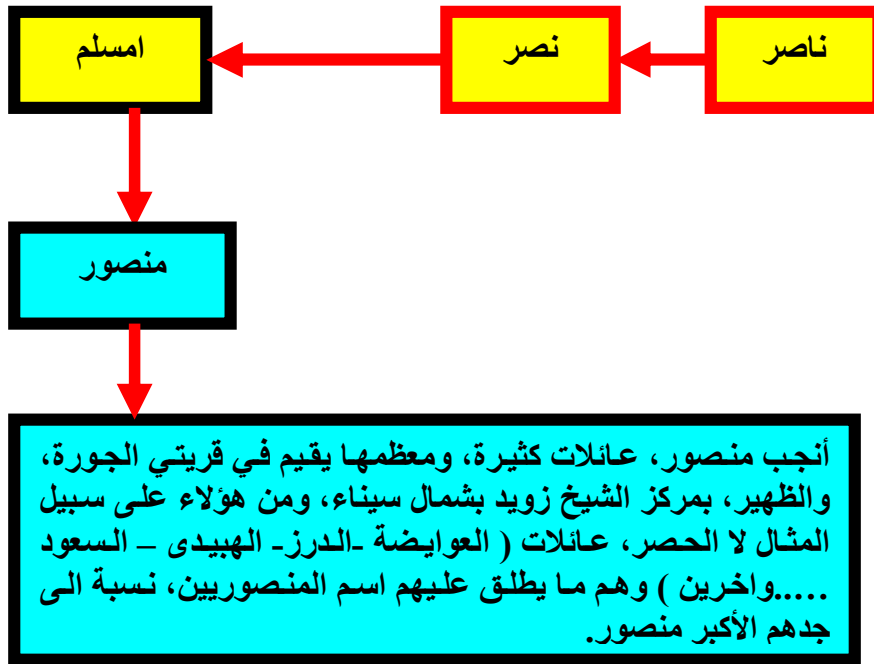 ناصر
نصر
امسلم
منصور
أنجب منصور، عائلات كثيرة، ومعظمها يقيم في قريتي الجورة،
والظهير، بمركز الشيخ زويد بشمال سيناء، ومن هؤلاء على سبيل
المثال لا الحصر، عائلات ( العوايضة -الدرز- الهبيدى – السعود
.....واخرين ) وهم ما يطلق عليهم اسم المنصوريين، نسبة الى
جدهم الأكبر منصور.